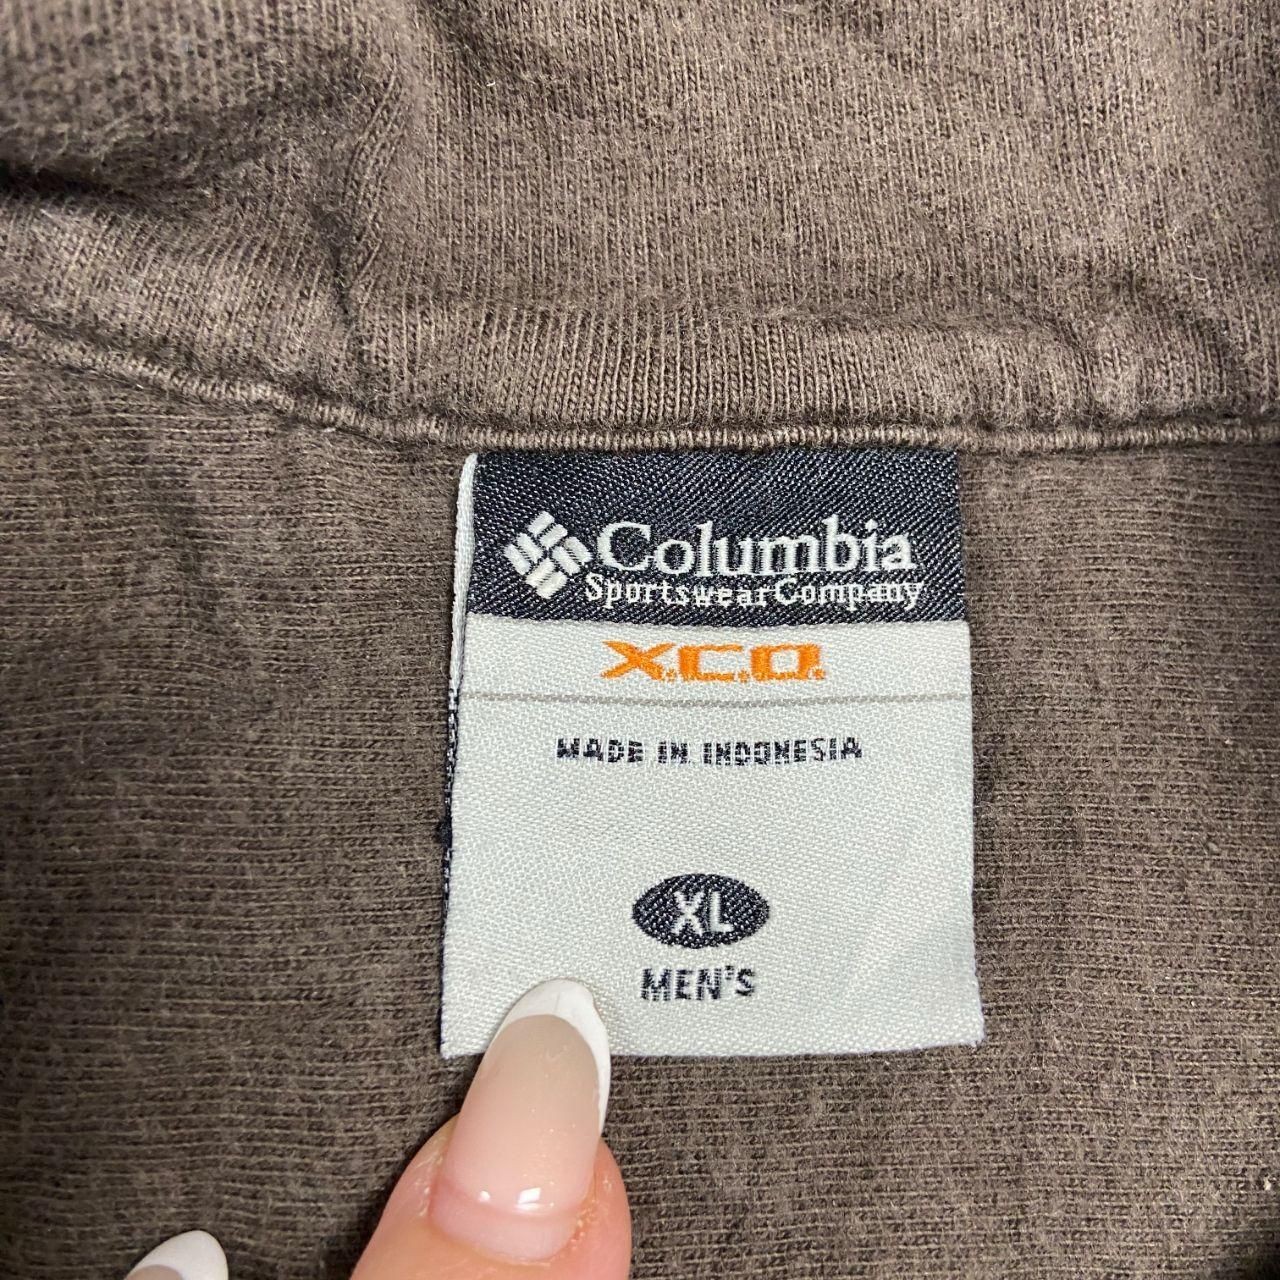 Columbia
Sportswear Company
X.C.O.
MADE IN INDONESIA
XL
MEN'S